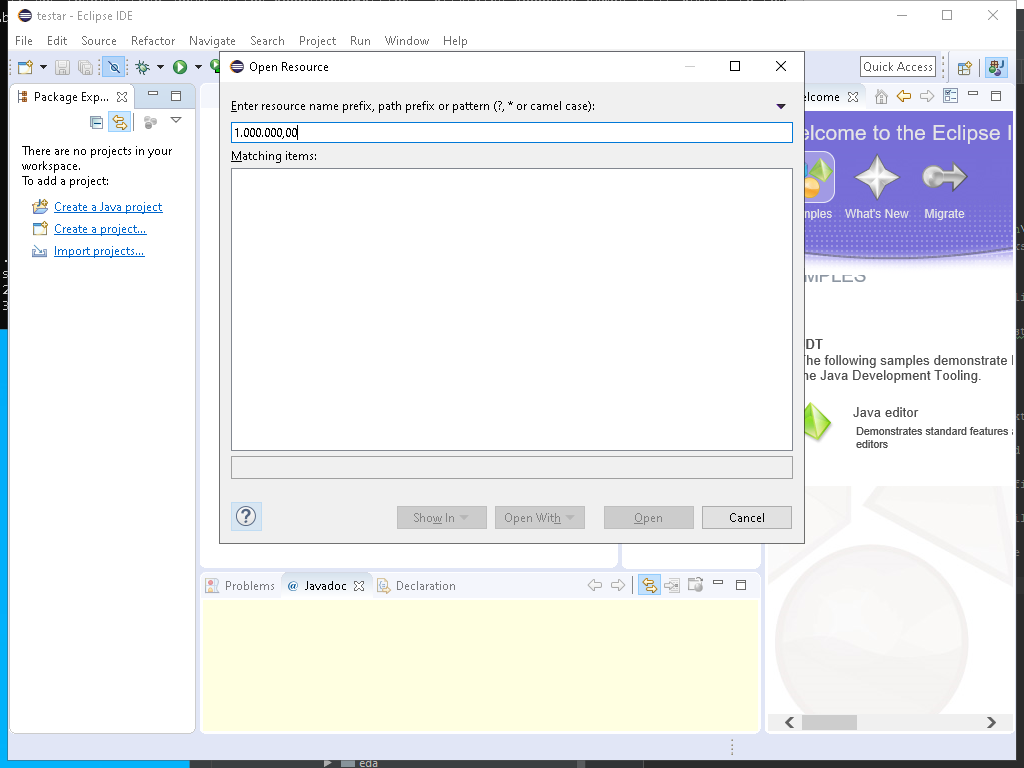 testar - Eclipse IDE
File Edit Source Refactor Navigate Search Project Run Window Help
Quick Access
Package Exp...
There are no projects in your
workspace.
To add a project:
Create a Java project
Create a project...
Import projects...
Open Resource
Enter resource name prefix, path prefix or pattern (?, * or camel case):
1.000.000,00
Matching items:
Show In
Open With
Open
Cancel
elcome
elcome to the Eclipse I
mples What's New Migrate
MPLES
DT
he following samples demonstrate
he Java Development Tooling.
Java editor
Demonstrates standard features
editors
Problems @ Javadoc Declaration
eda